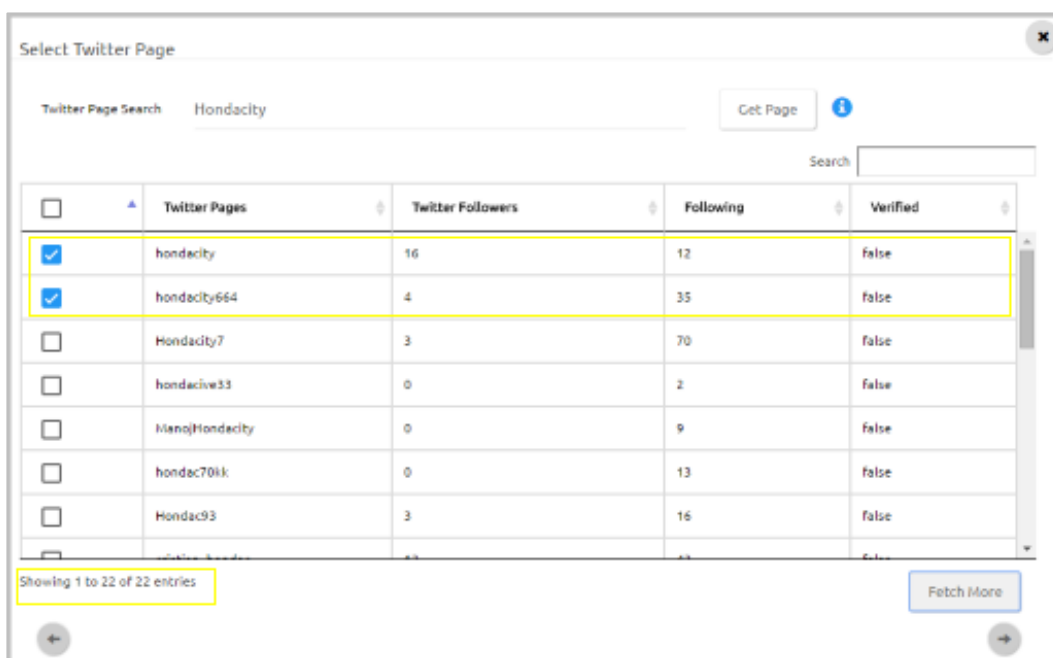 Select Twitter Page
Twitter Page Search Hondacity Get Page
Search
Twitter Pages Twitter Followers Following Verified
hondacity 16 12 false
hondacity664 4 35 false
Hondacity7 3 70 false
hondacive33 0 2 false
ManojHondacity 0 9 false
hondac70kk 0 13 false
Hondac93 3 16 false
Showing 1 to 22 of 22 entries
Fetch More